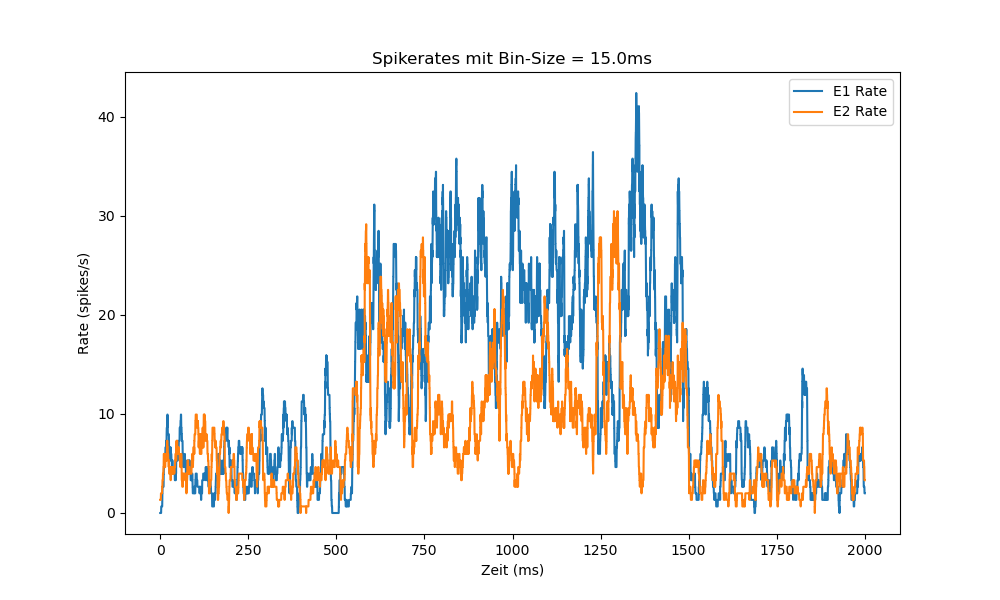 Spikerates mit Bin-Size = 15.0ms
E1 Rate
E2 Rate
40
30
20
10
0
Rate (spikes/s)
0 250 500 750 1000 1250 1500 1750 2000
Zeit (ms)